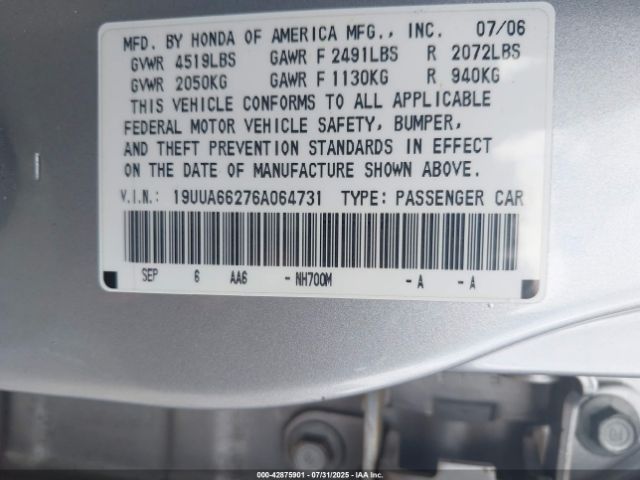 MFD. BY HONDA OF AMERICA MFG., INC. 07/06
GVWR 4519LBS GAWR F 2491LBS R 2072LBS
GVWR 2050KG GAWR F 1130KG R 940KG
THIS VEHICLE CONFORMS TO ALL APPLICABLE
FEDERAL MOTOR VEHICLE SAFETY, BUMPER,
AND THEFT PREVENTION STANDARDS IN EFFECT
ON THE DATE OF MANUFACTURE SHOWN ABOVE.
V.I.N.: 19UUA66276A064731 TYPE: PASSENGER CAR
SEP 6 AA6 -NH700M -A -A
000-42875901 - 07/31/2025 - IAAI.COM